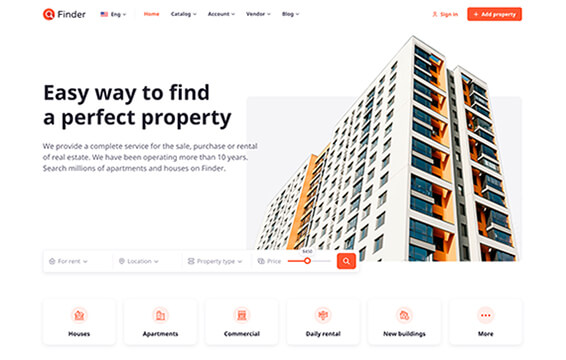 Finder
Eng
Home
Catalog
Account
Vendor
Blog
Sign in
+ Add property
Easy way to find
a perfect property
We provide a complete service for the sale, purchase or rental
of real estate. We have been operating more than 10 years.
Search millions of apartments and houses on Finder.
For rent
Location
Property type
Price
Houses
Apartments
Commercial
Daily rental
New buildings
More